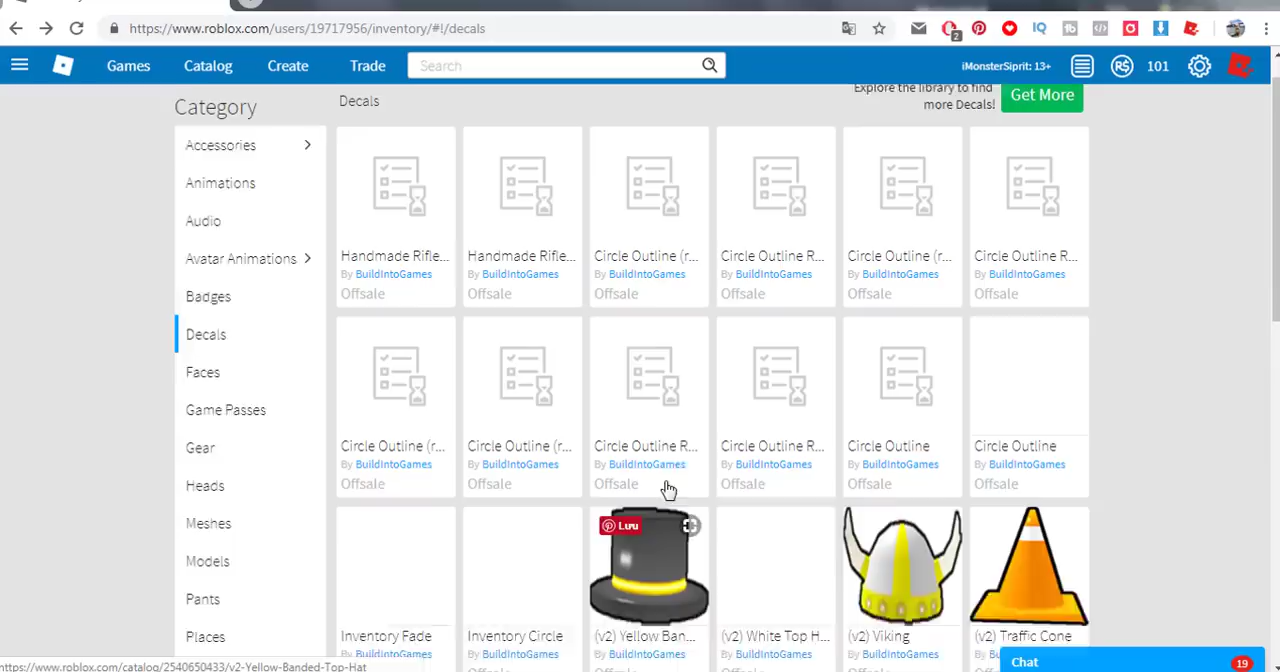 https://www.roblox.com/users/19717956/inventory/#!/decals
2
Games
Catalog
Create
Trade
Search
iMonsterSiprit: 13+
101
Category
Decals
Explore the library to find
more Decals!
Get More
Accessories
Animations
Audio
Avatar Animations
Badges
Decals
Faces
Game Passes
Gear
Heads
Meshes
Models
Pants
Places
Handmade Rifle...
By BuildIntoGames
Offsale
Handmade Rifle...
By BuildIntoGames
Offsale
Circle Outline (r...
By BuildIntoGames
Offsale
Circle Outline R...
By BuildIntoGames
Offsale
Circle Outline (r...
By BuildIntoGames
Offsale
Circle Outline R...
By BuildIntoGames
Offsale
Circle Outline (r...
By BuildIntoGames
Offsale
Circle Outline (r...
By BuildIntoGames
Offsale
Circle Outline R...
By BuildIntoGames
Offsale
Circle Outline R...
By BuildIntoGames
Offsale
Circle Outline
By BuildIntoGames
Offsale
Circle Outline
By BuildIntoGames
Offsale
Lưu
Inventory Fade
By BuildIntoGames
Inventory Circle
By BuildIntoGames
(v2) Yellow Ban...
By BuildIntoGames
(v2) White Top H...
By BuildIntoGames
(v2) Viking
By BuildIntoGames
(v2) Traffic Cone
https://www.roblox.com/catalog/2540650433/v2-Yellow-Banded-Top-Hat
Chat
19